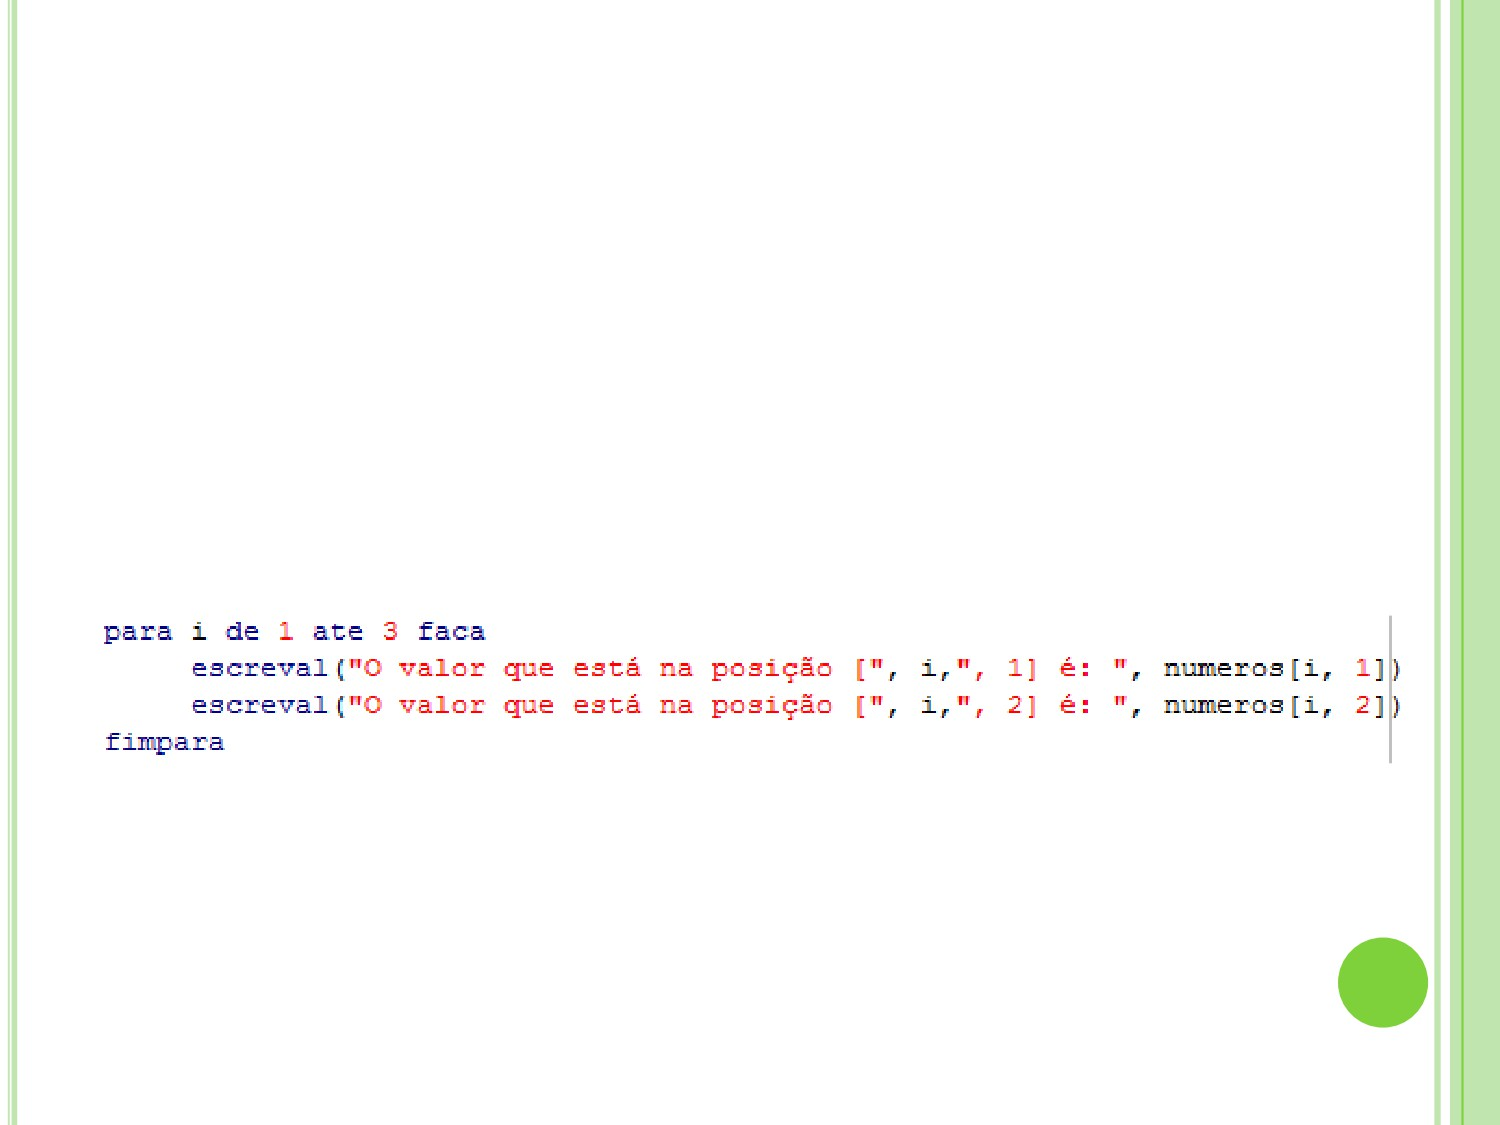 para i de 1 ate 3 faca
escreval("O valor que está na posição [", i,", 1] é: ", numeros[i, 1])
escreval("O valor que está na posição [", i,", 2] é: ", numeros[i, 2])
fimpara